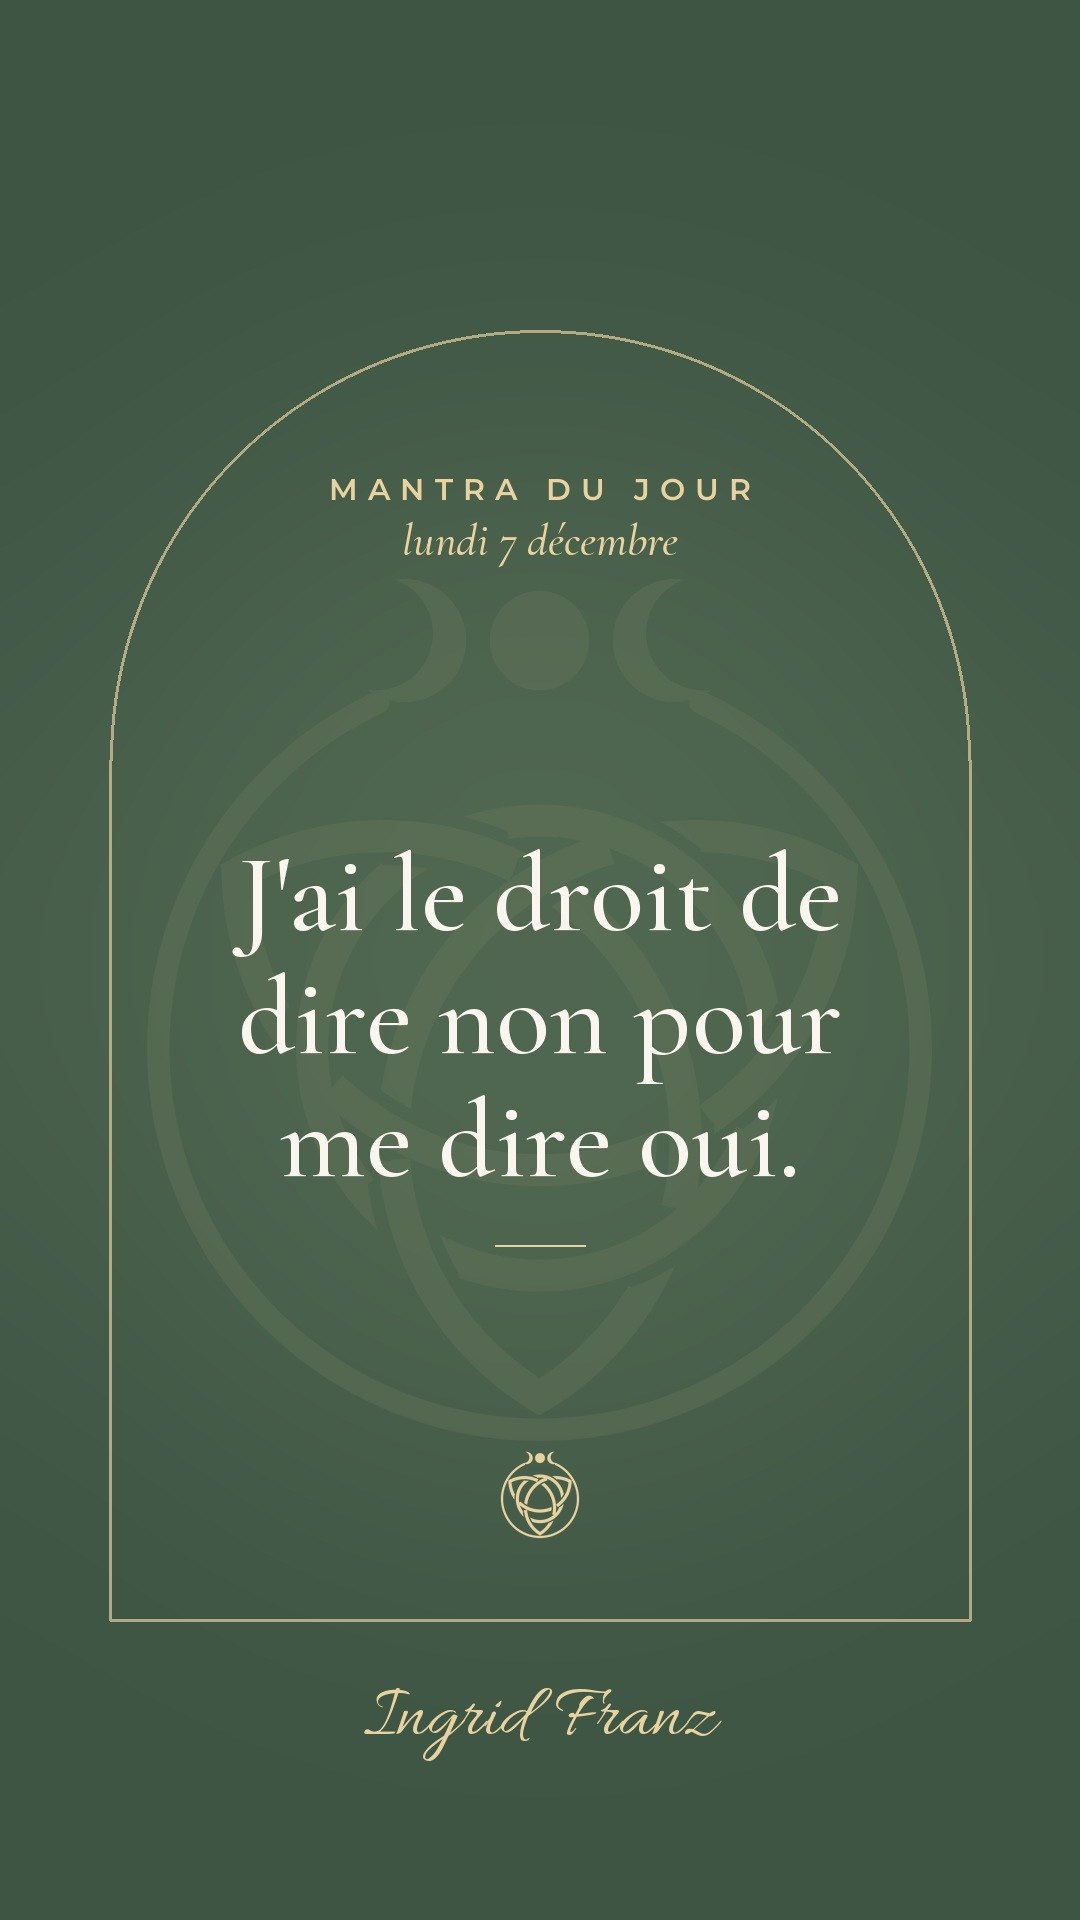 MANTRA DU JOUR
lundi 7 décembre
J'ai le droit de
dire non pour
me dire oui.
Ingrid Franz